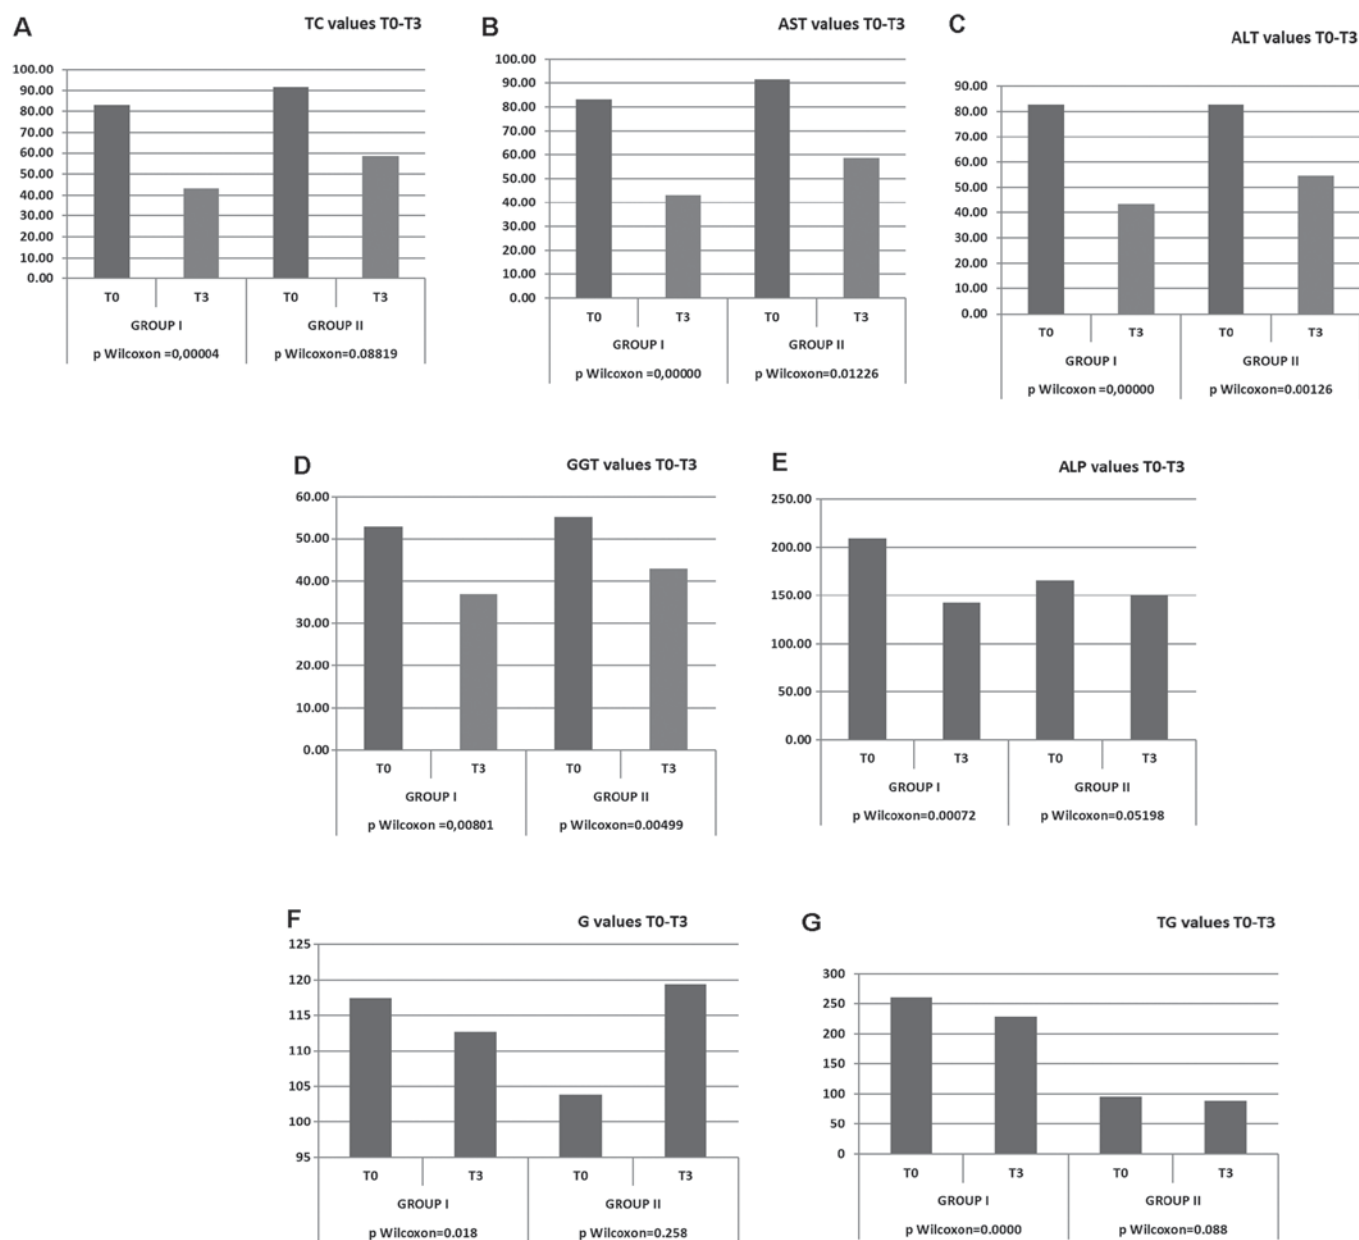 A
TC values T0-T3
100.00
90.00
80.00
70.00
60.00
50.00
40.00
30.00
20.00
10.00
0.00
T0 T3 T0 T3
GROUP I GROUP II
p Wilcoxon =0,00004 p Wilcoxon=0.08819
B
AST values T0-T3
100.00
90.00
80.00
70.00
60.00
50.00
40.00
30.00
20.00
10.00
0.00
T0 T3 T0 T3
GROUP I GROUP II
p Wilcoxon =0,00000 p Wilcoxon=0.01226
C
ALT values T0-T3
90.00
80.00
70.00
60.00
50.00
40.00
30.00
20.00
10.00
0.00
T0 T3 T0 T3
GROUP I GROUP II
p Wilcoxon =0,00000 p Wilcoxon=0.00126
D
GGT values T0-T3
60.00
50.00
40.00
30.00
20.00
10.00
0.00
T0 T3 T0 T3
GROUP I GROUP II
p Wilcoxon =0,00801 p Wilcoxon=0.00499
E
ALP values T0-T3
250.00
200.00
150.00
100.00
50.00
0.00
T0 T3 T0 T3
GROUP I GROUP II
p Wilcoxon=0.00072 p Wilcoxon=0.05198
F
G values T0-T3
125
120
115
110
105
100
95
T0 T3 T0 T3
GROUP I GROUP II
p Wilcoxon=0.018 p Wilcoxon=0.258
G
TG values T0-T3
300
250
200
150
100
50
0
T0 T3 T0 T3
GROUP I GROUP II
p Wilcoxon=0.0000 p Wilcoxon=0.088